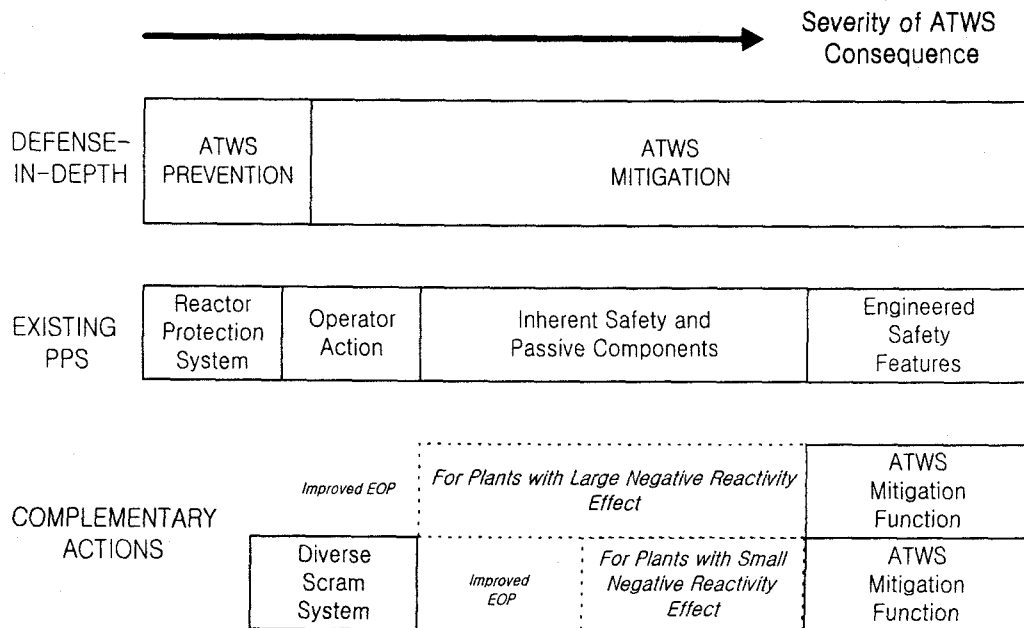 Severity of ATWS
Consequence
DEFENSE-
IN-DEPTH
ATWS
PREVENTION
ATWS
MITIGATION
EXISTING
PPS
Reactor
Protection
System
Operator
Action
Inherent Safety and
Passive Components
Engineered
Safety
Features
COMPLEMENTARY
ACTIONS
Improved EOP
For Plants with Large Negative Reactivity
Effect
ATWS
Mitigation
Function
Diverse
Scram
System
Improved
EOP
For Plants with Small
Negative Reactivity
Effect
ATWS
Mitigation
Function